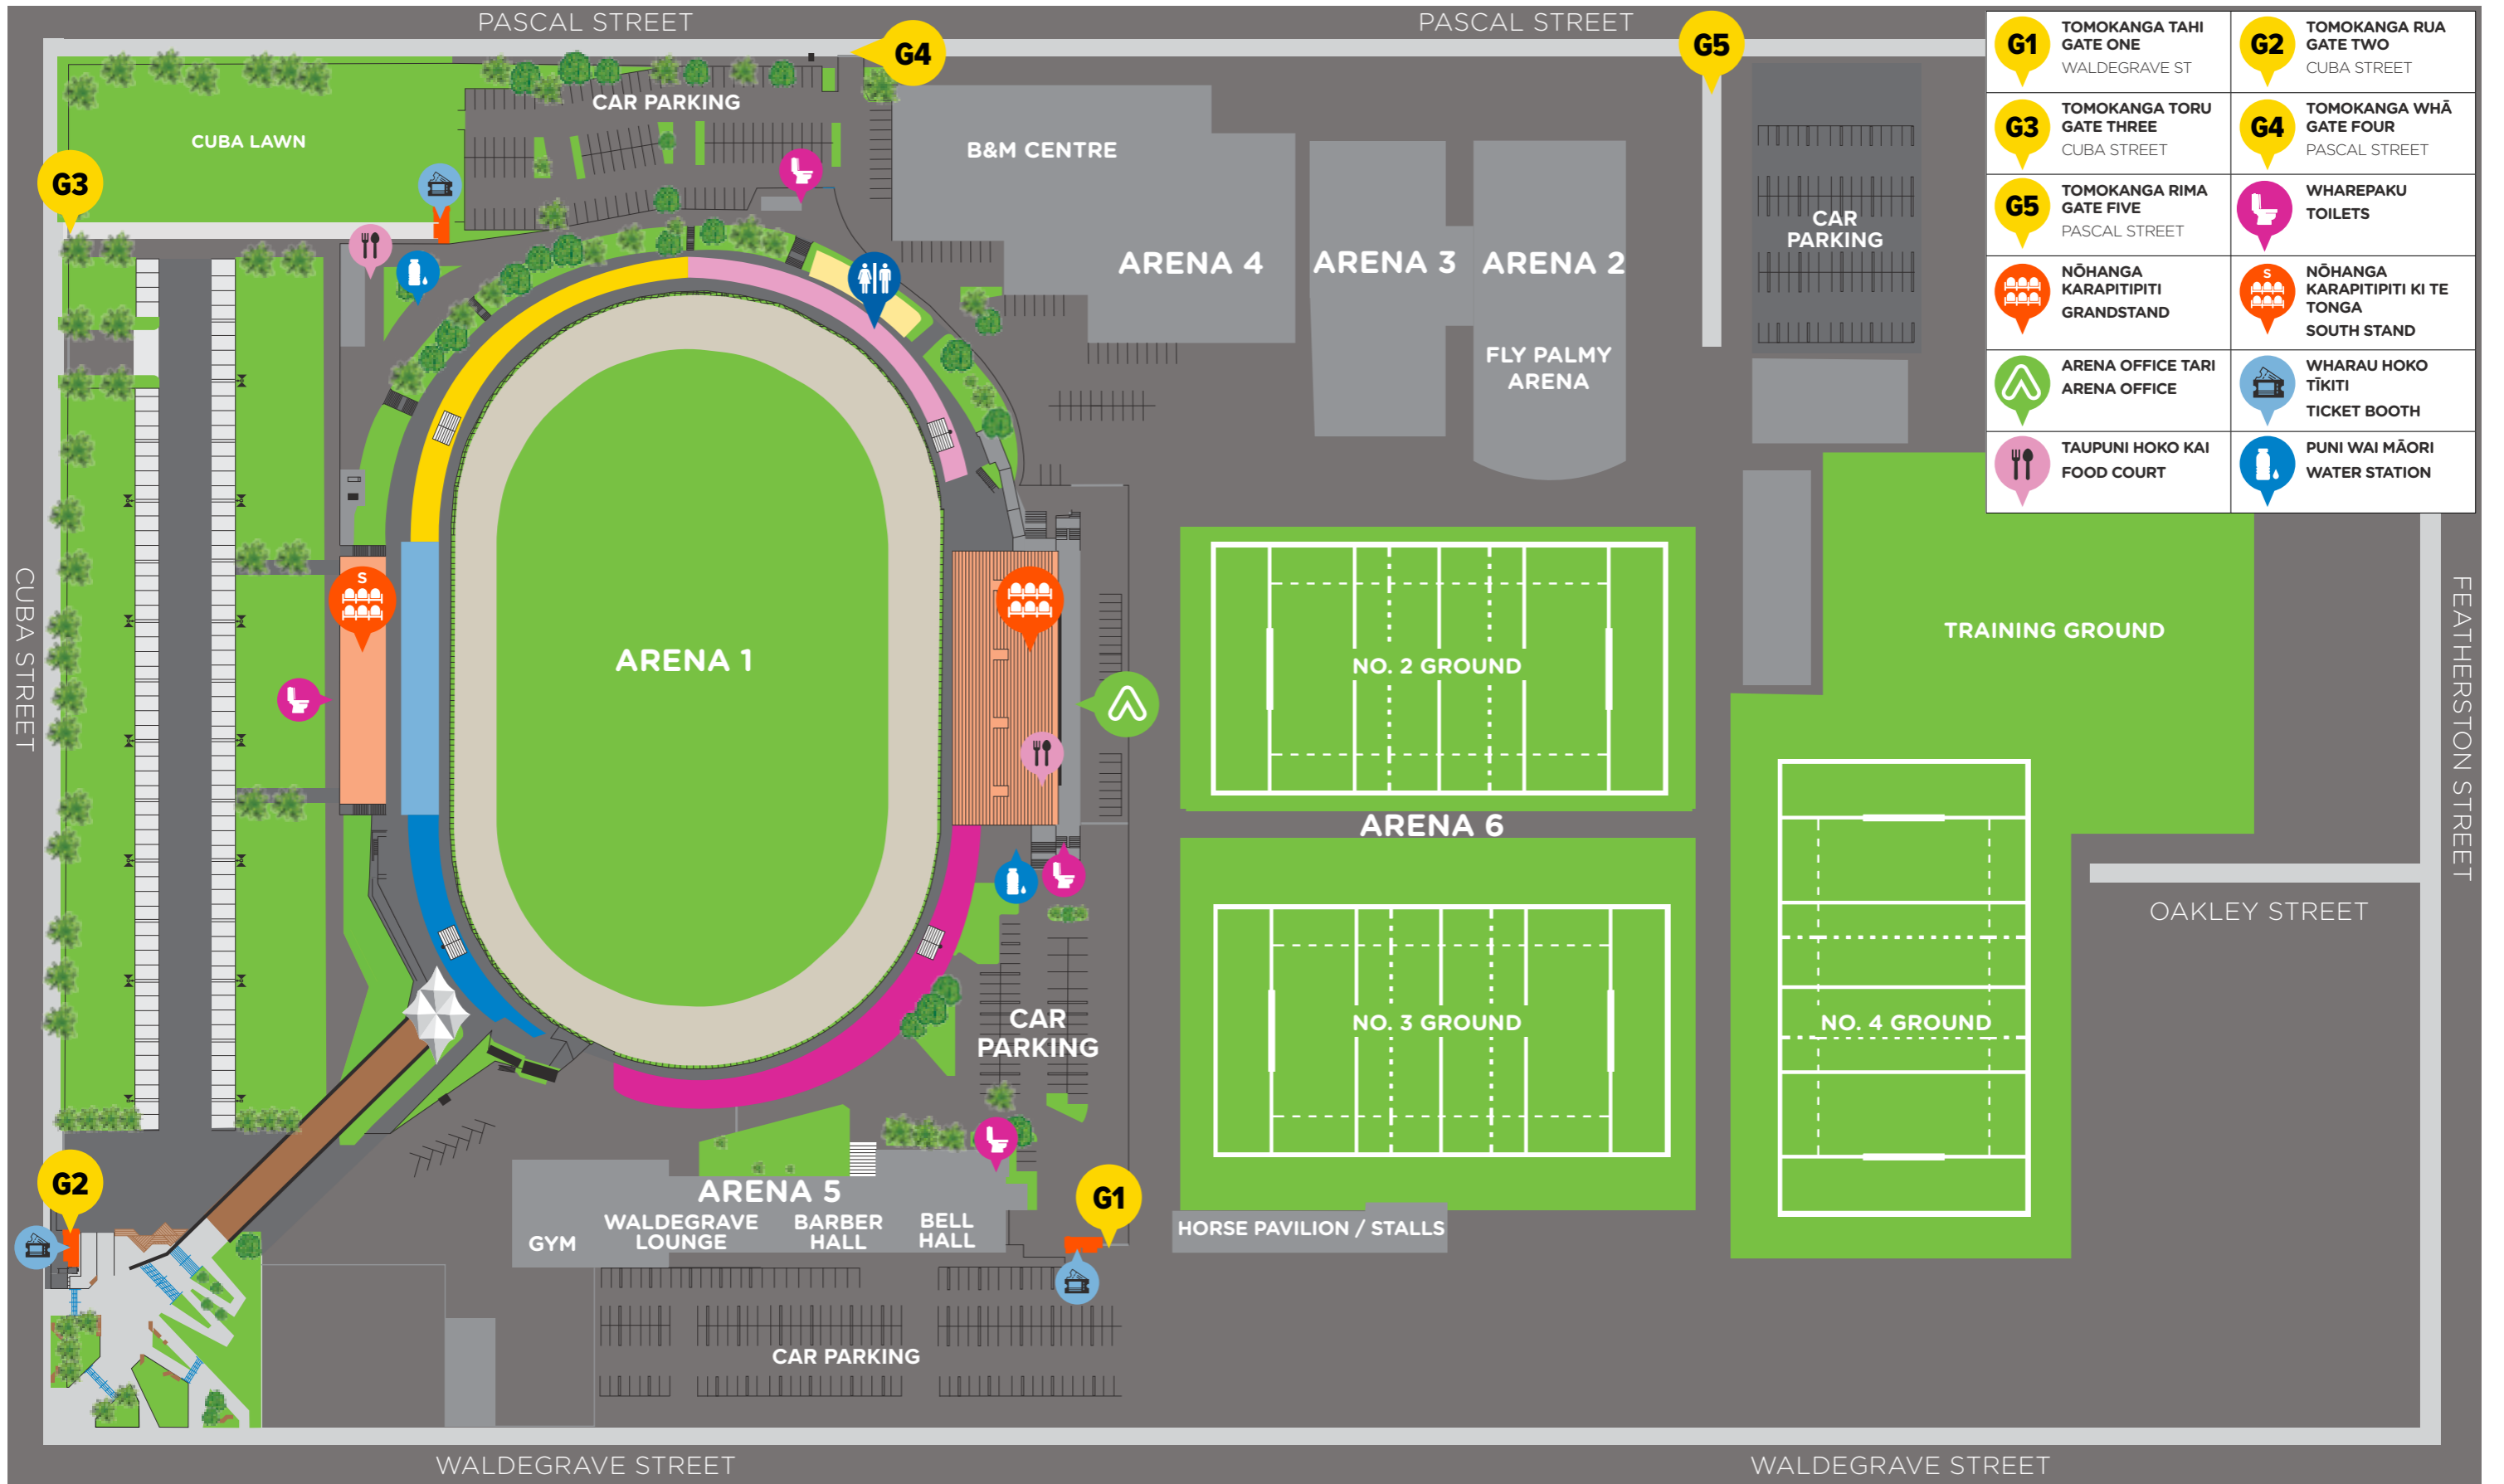 PASCAL STREET
PASCAL STREET
G4
G5
CAR PARKING
CUBA LAWN
B&M CENTRE
G3
CAR
PARKING
ARENA 4
ARENA 3
ARENA 2
FLY PALMY
ARENA
G1
TOMOKANGA TAHI
GATE ONE
WALDEGRAVE ST
G2
TOMOKANGA RUA
GATE TWO
CUBA STREET
G3
TOMOKANGA TORU
GATE THREE
CUBA STREET
G4
TOMOKANGA WHĀ
GATE FOUR
PASCAL STREET
G5
TOMOKANGA RIMA
GATE FIVE
PASCAL STREET
WHAREPAKU
TOILETS
NŌHANGA
KARAPITIPITI
GRANDSTAND
S
NŌHANGA
KARAPITIPITI KI TE
TONGA
SOUTH STAND
ARENA OFFICE TARI
ARENA OFFICE
WHARAU HOKO
TĪKITI
TICKET BOOTH
TAUPUNI HOKO KAI
FOOD COURT
PUNI WAI MĀORI
WATER STATION
CUBA STREET
S
ARENA 1
NO. 2 GROUND
TRAINING GROUND
FEATHERSTON STREET
ARENA 6
OAKLEY STREET
CAR
PARKING
NO. 3 GROUND
NO. 4 GROUND
G2
ARENA 5
GYM
WALDEGRAVE
LOUNGE
BARBER
HALL
BELL
HALL
G1
HORSE PAVILION / STALLS
CAR PARKING
WALDEGRAVE STREET
WALDEGRAVE STREET